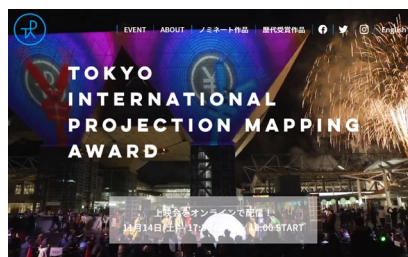 EVENT ABOUT ノミネート作品 歴代受賞作品 English
TOKYO
INTERNATIONAL
PROJECTION MAPPING
AWARD
上映会をオンラインで配信！
11月14日(土) 17:
:00 START